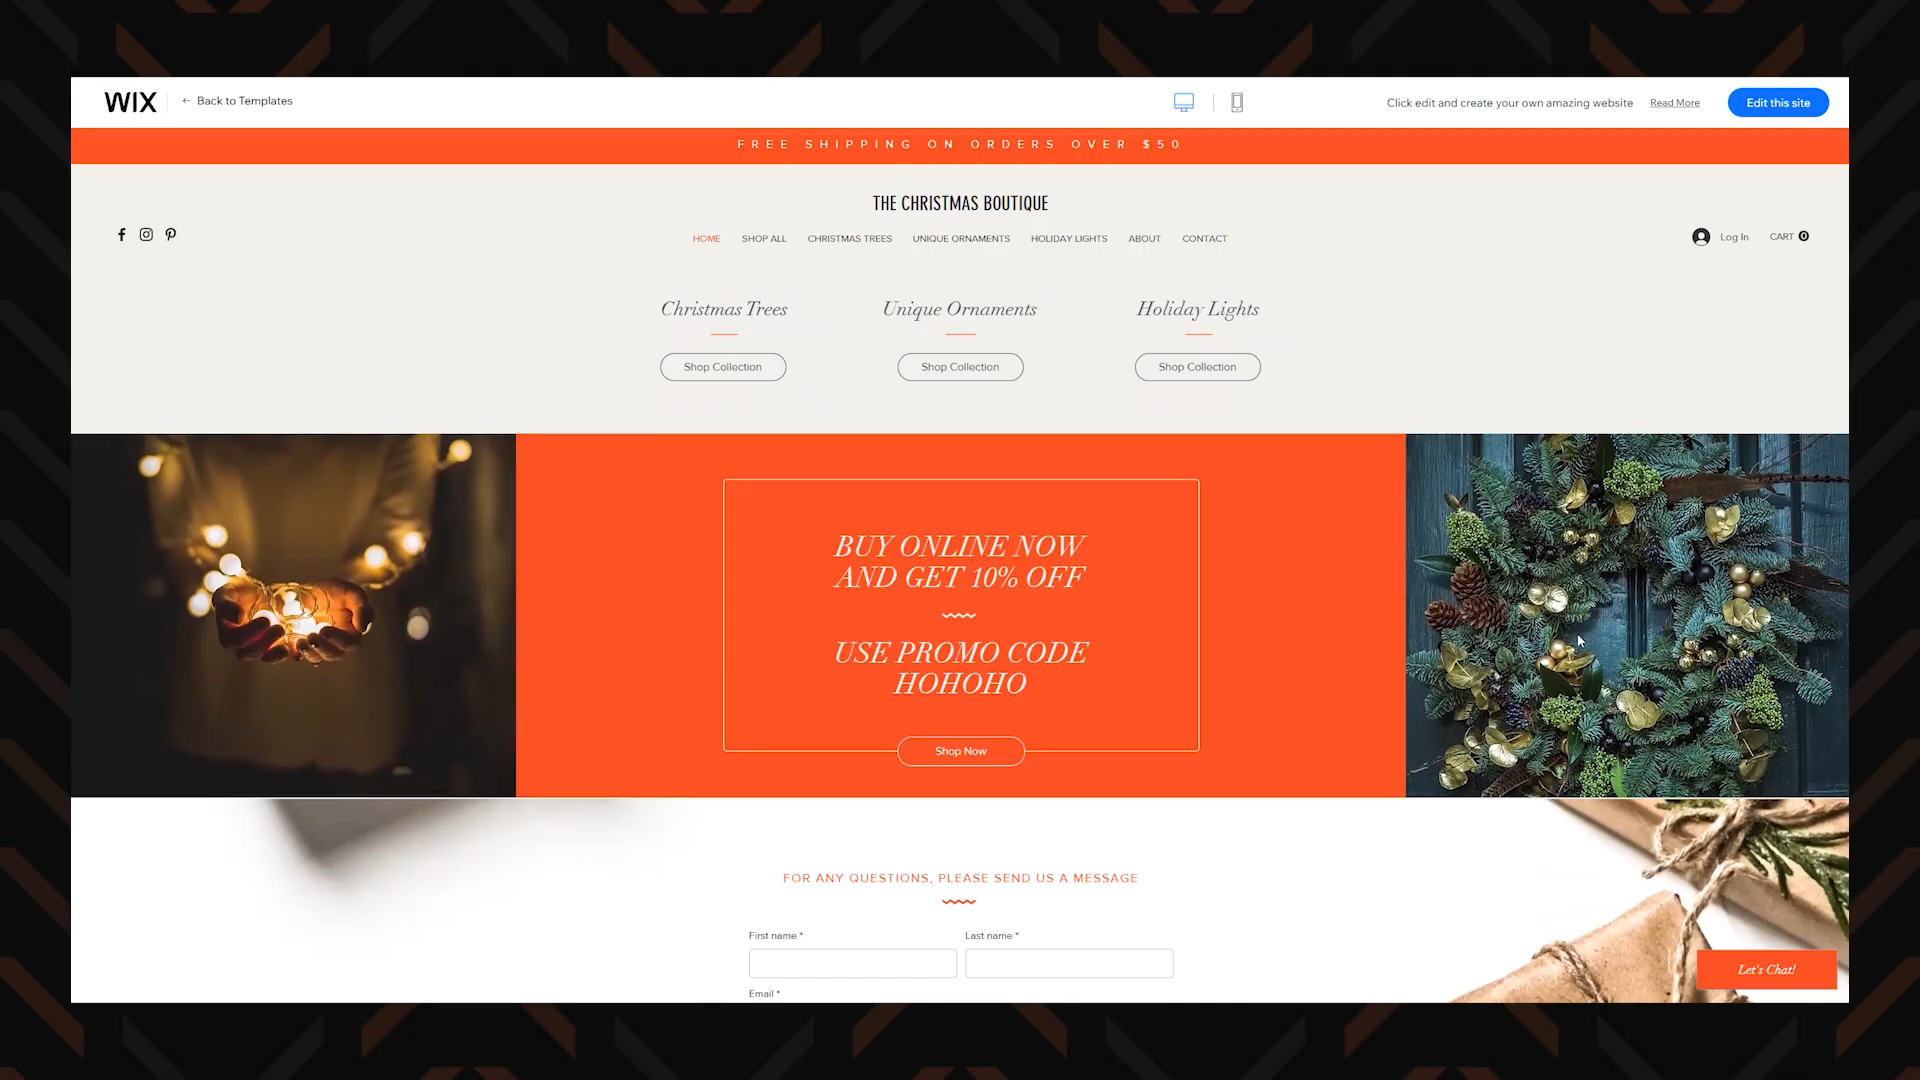 WIX
← Back to Templates
Click edit and create your own amazing website
Read More
Edit this site
FREE SHIPPING ON ORDERS OVER $50
THE CHRISTMAS BOUTIQUE
HOME SHOP ALL CHRISTMAS TREES UNIQUE ORNAMENTS HOLIDAY LIGHTS ABOUT CONTACT
Log In
CART 0
Christmas Trees
Shop Collection
Unique Ornaments
Shop Collection
Holiday Lights
Shop Collection
BUY ONLINE NOW
AND GET 10% OFF
USE PROMO CODE
HOHOHO
Shop Now
FOR ANY QUESTIONS, PLEASE SEND US A MESSAGE
First name *
Last name *
Email *
Let's Chat!